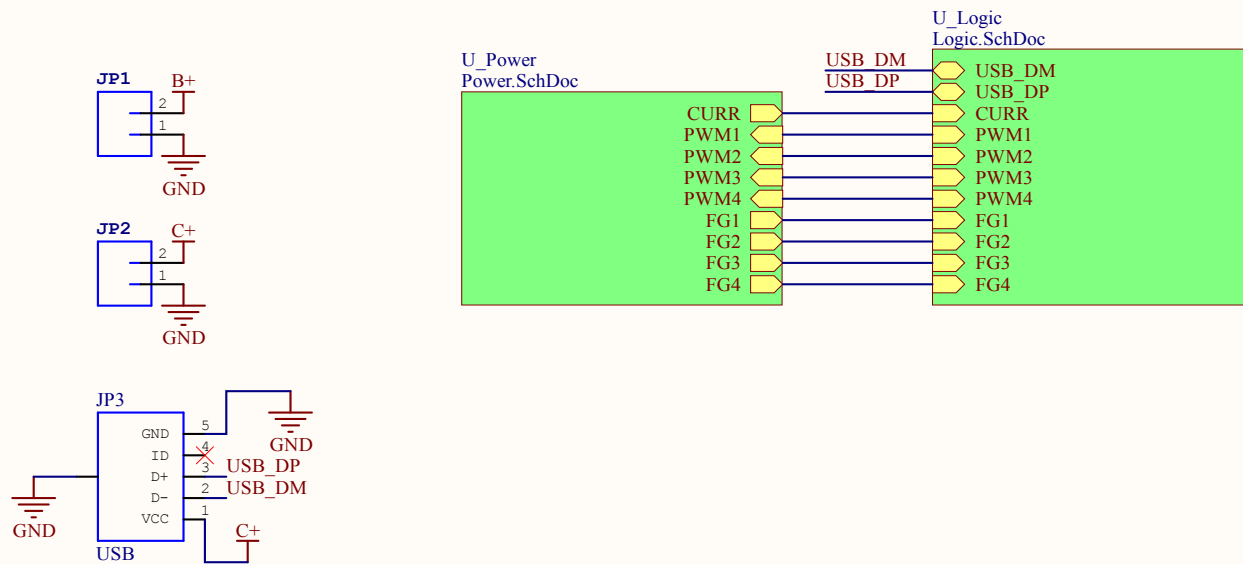 JP1
B+
2
1
GND
JP2
C+
2
1
GND
JP3
GND 5
ID 4
D+ 3 USB_DP
D- 2 USB_DM
VCC 1
GND
GND
C+
USB
U_Power
Power.SchDoc
CURR
PWM1
PWM2
PWM3
PWM4
FG1
FG2
FG3
FG4
U_Logic
Logic.SchDoc
USB_DM
USB_DP
USB_DM
USB_DP
CURR
PWM1
PWM2
PWM3
PWM4
FG1
FG2
FG3
FG4